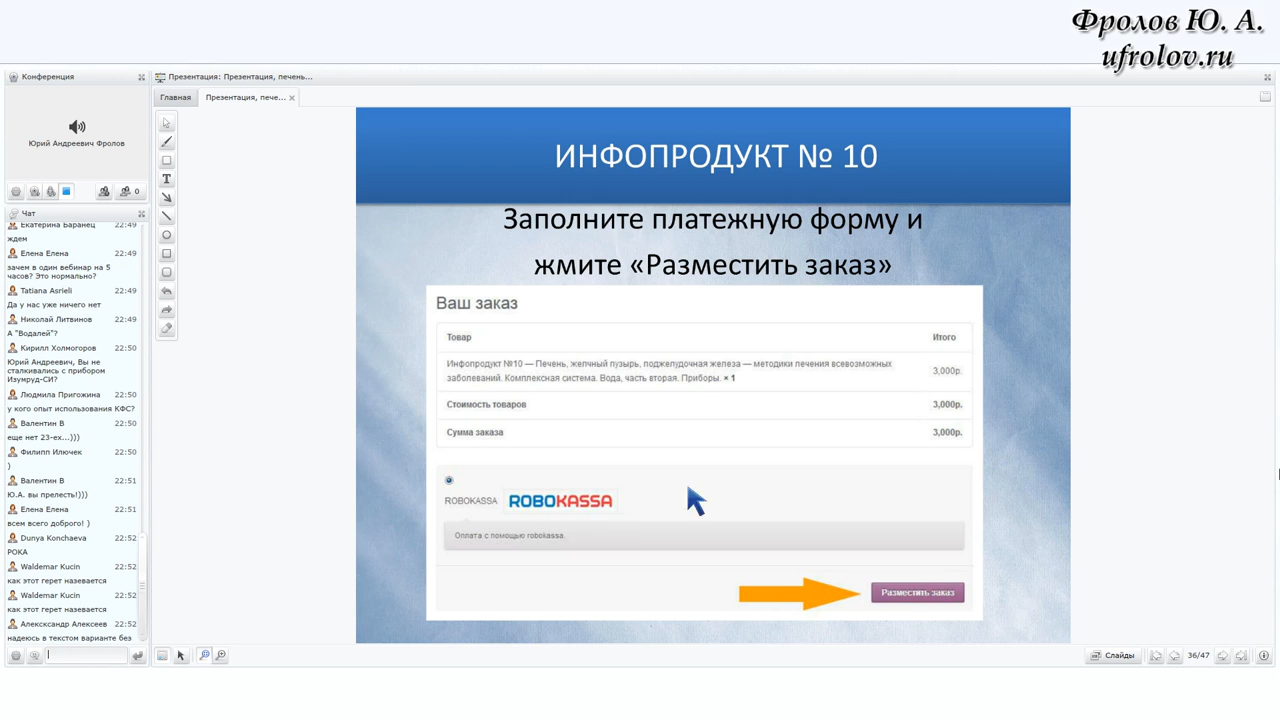 Фролов Ю. А.
ufrolov.ru
Конференция
Презентация: Презентация, печень...
Главная
Презентация, пече...
Юрий Андреевич Фролов
0
Чат
Екатерина Баранец 22:49
ждем
Елена Елена 22:49
зачем в один вебинар на 5
часов? Это нормально?
Tatiana Asrieli 22:49
Да у нас уже ничего нет
Николай Литвинов 22:49
А "Водалей"?
Кирилл Холмогоров 22:50
Юрий Андреевич, Вы не
сталкивались с прибором
Изумруд-СИ?
Людмила Пригожина 22:50
у кого опыт использования КФС?
Валентин В 22:50
еще нет 23-ех...)))
Филипп Илючек 22:50
)
Валентин В 22:51
Ю.А. вы прелесть!)))
Елена Елена 22:51
всем всего доброго! )
Dunya Konchaeva 22:52
РОКА
Waldemar Kucin 22:52
как этот герет назевается
Waldemar Kucin 22:52
как этот герет назевается
Алексксандр Алексеев 22:52
надеюсь в текстом варианте без
T
ИНФОПРОДУКТ № 10
Заполните платежную форму и
жмите «Разместить заказ»
Ваш заказ
Товар Итого
Инфопродукт №10 — Печень, желчный пузырь, поджелудочная железа — методики лечения всевозможных
заболеваний. Комплексная система. Вода, часть вторая. Приборы. × 1 3,000р.
Стоимость товаров 3,000р.
Сумма заказа 3,000р.
ROBOKASSA ROBOKASSA
Оплата с помощью robokassa.
Разместить заказ
Слайды 36/47